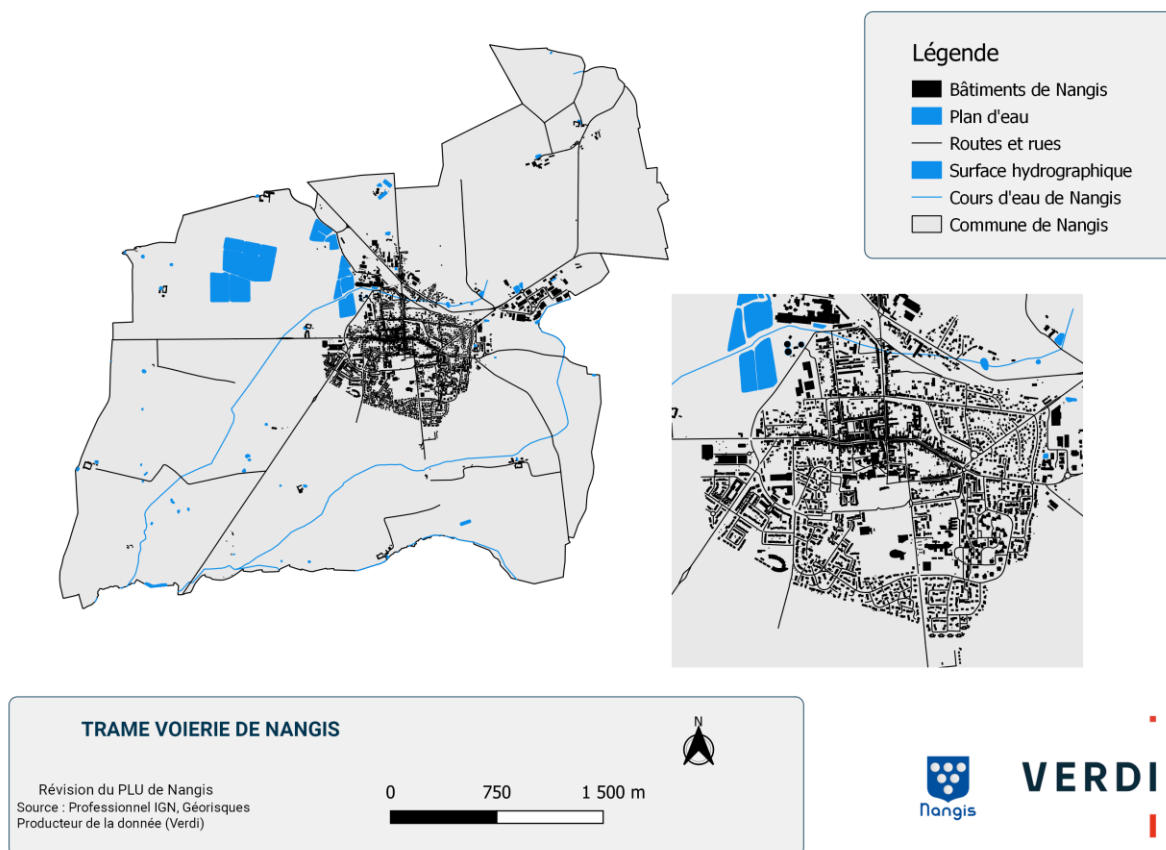 Légende
Bâtiments de Nangis
Plan d'eau
Routes et rues
Surface hydrographique
Cours d'eau de Nangis
Commune de Nangis
TRAME VOIERIE DE NANGIS
N
Révision du PLU de Nangis
Source : Professionnel IGN, Géorisques
Producteur de la donnée (Verdi)
0 750 1 500 m
Nangis
VERDI